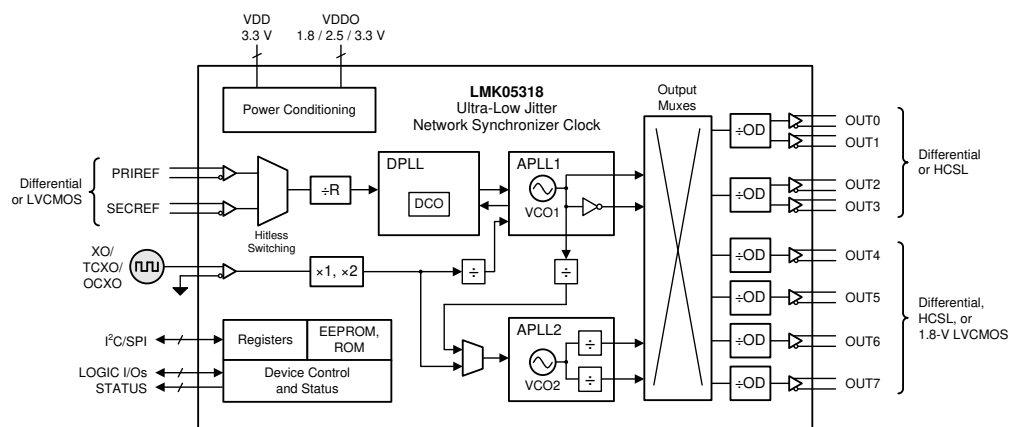 VDD
3.3 V
VDDO
1.8 / 2.5 / 3.3 V
Power Conditioning
LMK05318
Ultra-Low Jitter
Network Synchronizer Clock
Output
Muxes
Differential
or LVCMOS
PRIREF
SECREF
Hitless
Switching
÷R
DPLL
DCO
APLL1
VCO1
XO/
TCXO/
OCXO
×1, ×2
÷
÷
APLL2
VCO2
÷
÷
I²C/SPI
LOGIC I/Os
STATUS
Registers
EEPROM,
ROM
Device Control
and Status
÷OD
÷OD
÷OD
÷OD
÷OD
÷OD
OUT0
OUT1
OUT2
OUT3
OUT4
OUT5
OUT6
OUT7
Differential
or HCSL
Differential,
HCSL, or
1.8-V LVCMOS